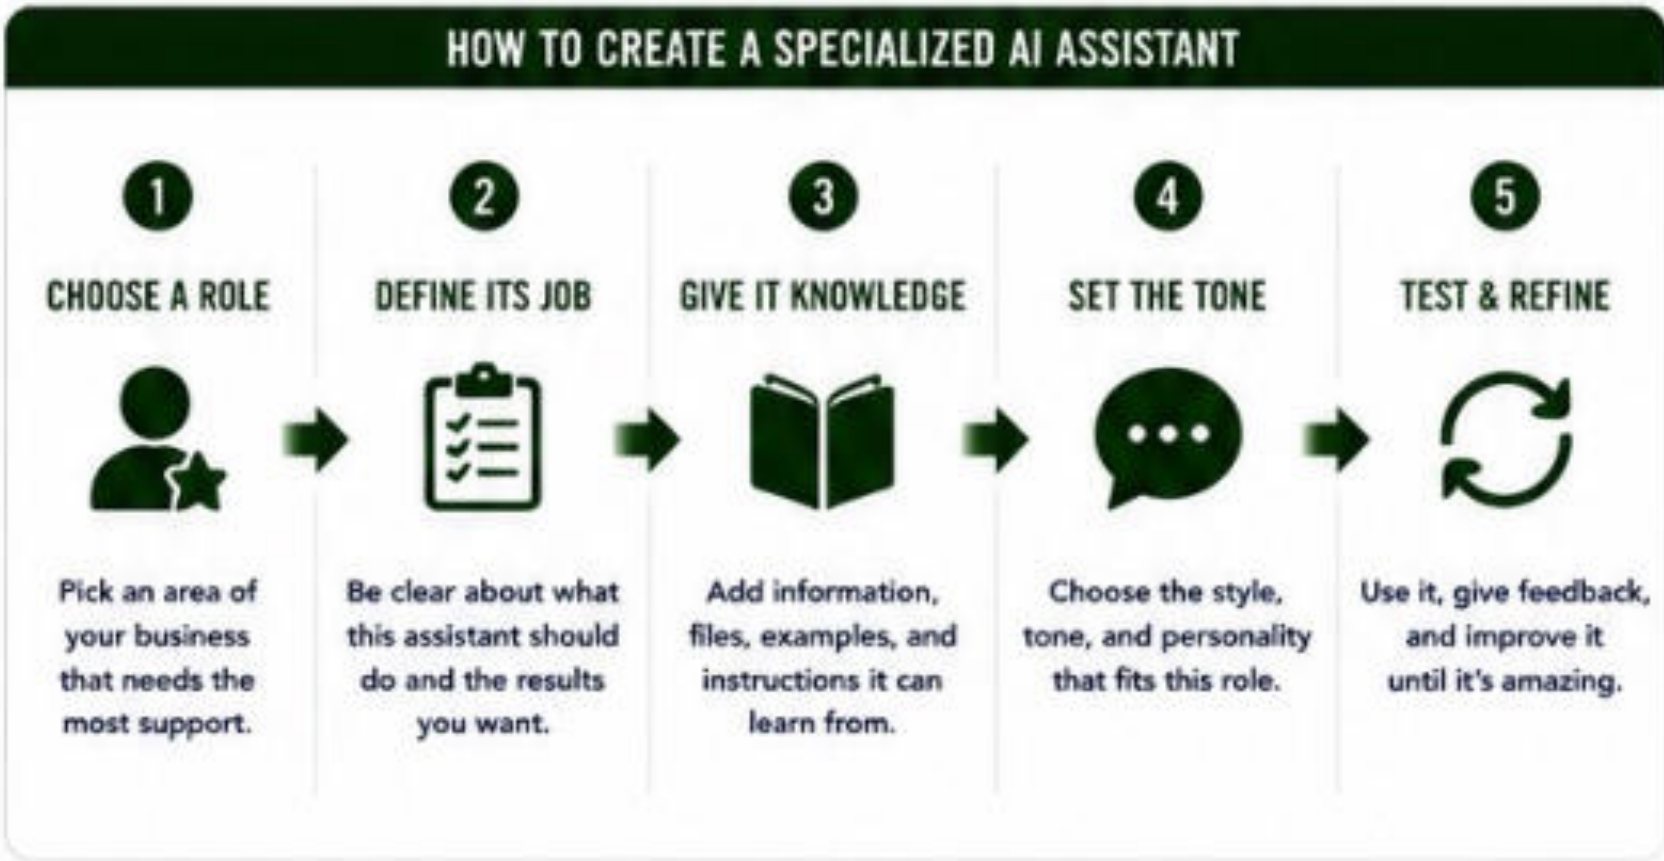 HOW TO CREATE A SPECIALIZED AI ASSISTANT
1
CHOOSE A ROLE
Pick an area of
your business
that needs the
most support.
2
DEFINE ITS JOB
Be clear about what
this assistant should
do and the results
you want.
3
GIVE IT KNOWLEDGE
Add information,
files, examples, and
instructions it can
learn from.
4
SET THE TONE
Choose the style,
tone, and personality
that fits this role.
5
TEST & REFINE
Use it, give feedback,
and improve it
until it's amazing.